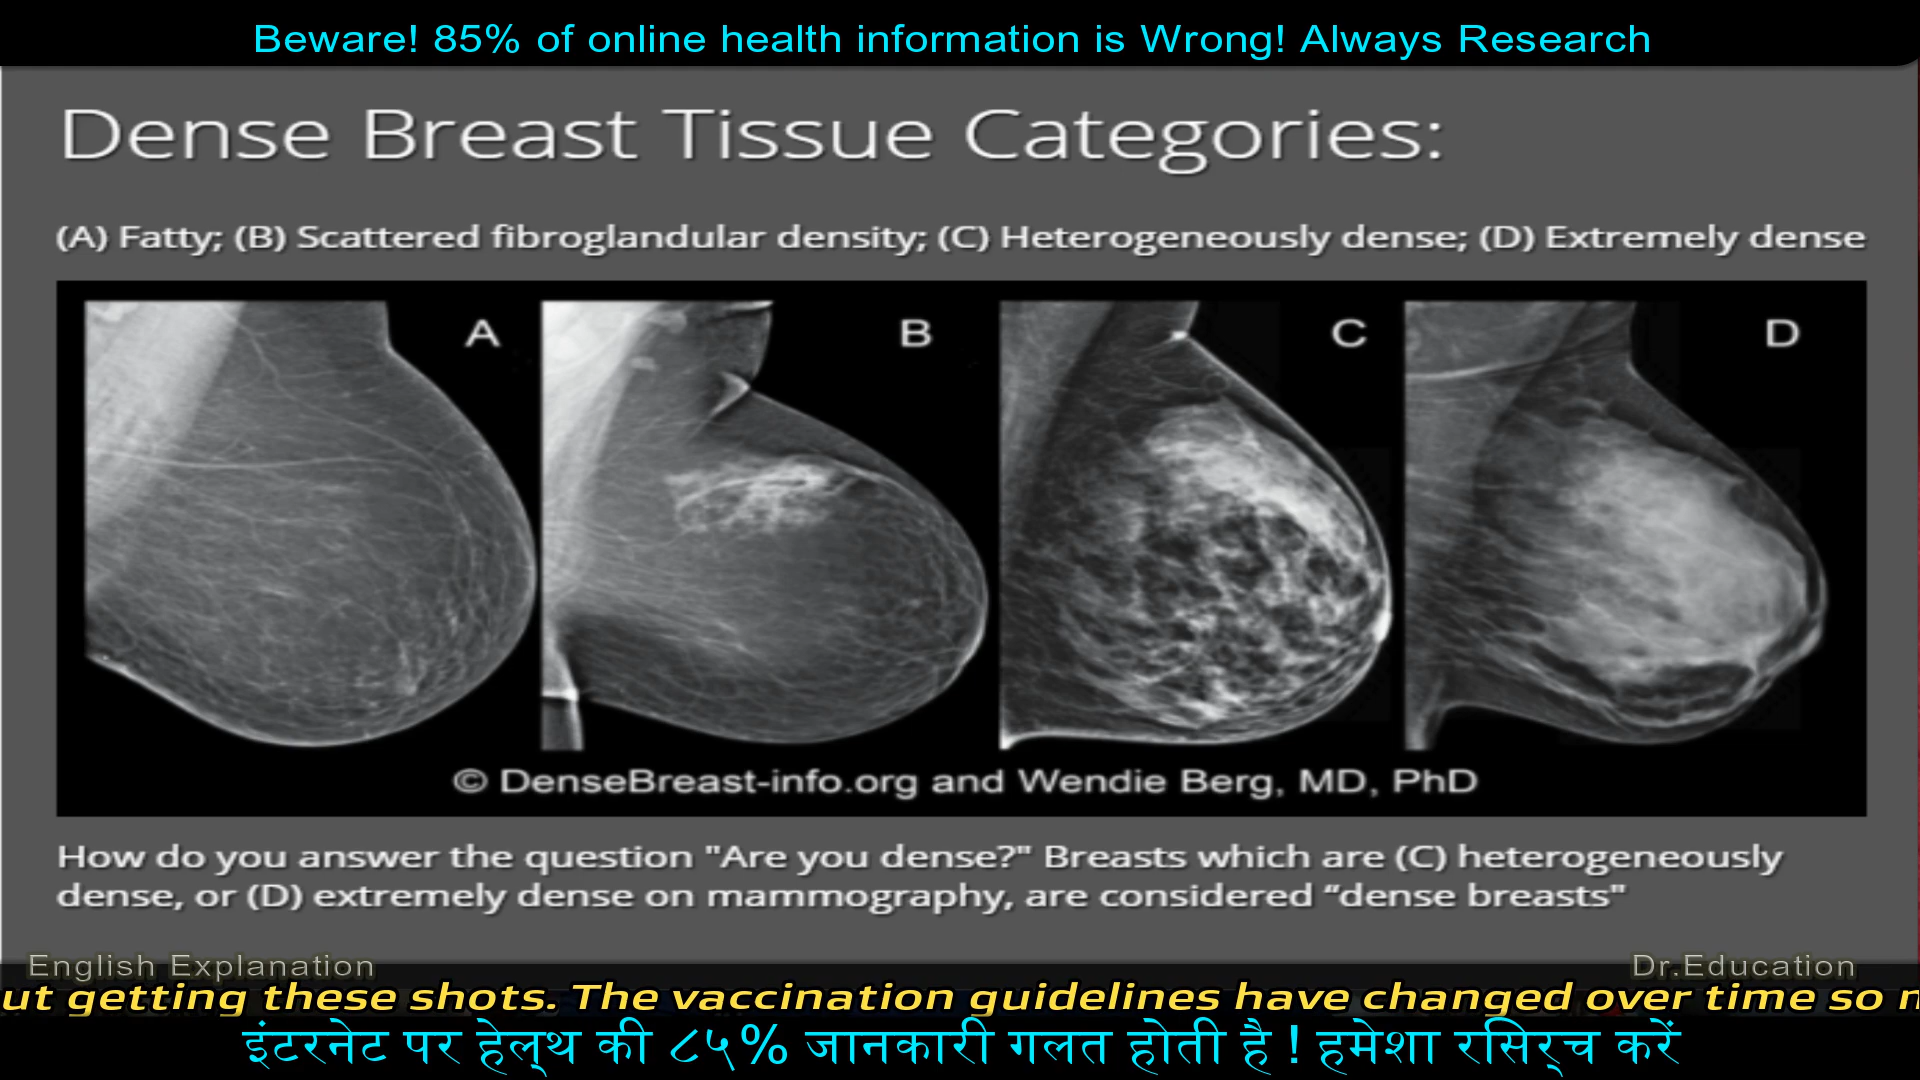 Beware! 85% of online health information is Wrong! Always Research
Dense Breast Tissue Categories:
(A) Fatty; (B) Scattered fibroglandular density; (C) Heterogeneously dense; (D) Extremely dense
A B C D
© DenseBreast-info.org and Wendie Berg, MD, PhD
How do you answer the question "Are you dense?" Breasts which are (C) heterogeneously
dense, or (D) extremely dense on mammography, are considered “dense breasts"
English Explanation Dr.Education
ut getting these shots. The vaccination guidelines have changed over time so
इंटरनेट पर हेल्थ की ८५% जानकारी गलत होती है ! हमेशा रिसर्च करें